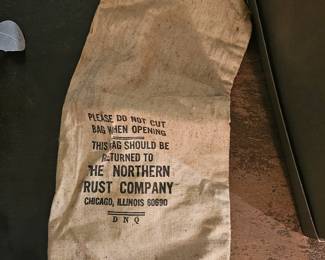 PLEASE DO NOT CUT
BAG WHEN OPENING
THIS BAG SHOULD BE
RETURNED TO
THE NORTHERN
TRUST COMPANY
CHICAGO, ILLINOIS 60690
D N Q